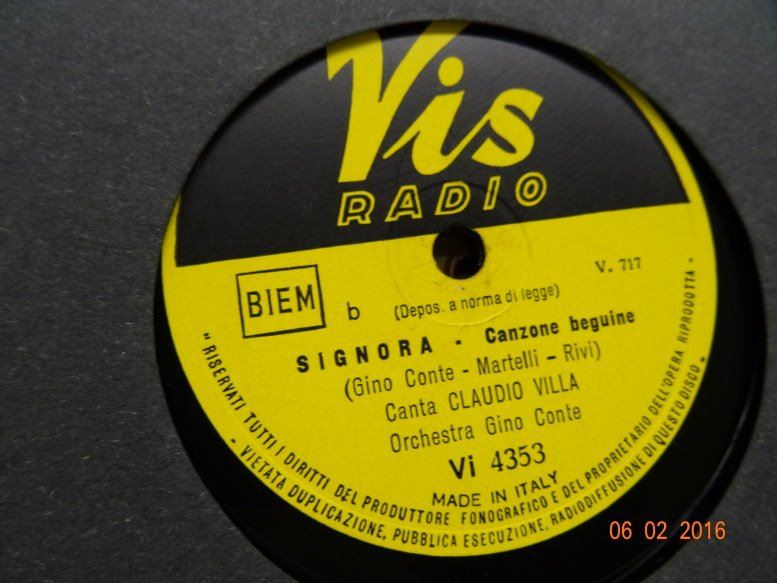 Vis
RADIO
BIEM
b
(Depos. a norma di legge)
V. 717
SIGNORA - Canzone beguine
(Gino Conte - Martelli - Rivi)
Canta CLAUDIO VILLA
Orchestra Gino Conte
Vi 4353
MADE IN ITALY
"RISERVATI TUTTI I DIRITTI DEL PRODUTTORE FONOGRAFICO E DEL PROPRIETARIO DELL'OPERA RIPRODOTTA -
- VIETATA DUPLICAZIONE, PUBBLICA ESECUZIONE, RADIODIFFUSIONE DI QUESTO DISCO"
06 02 2016